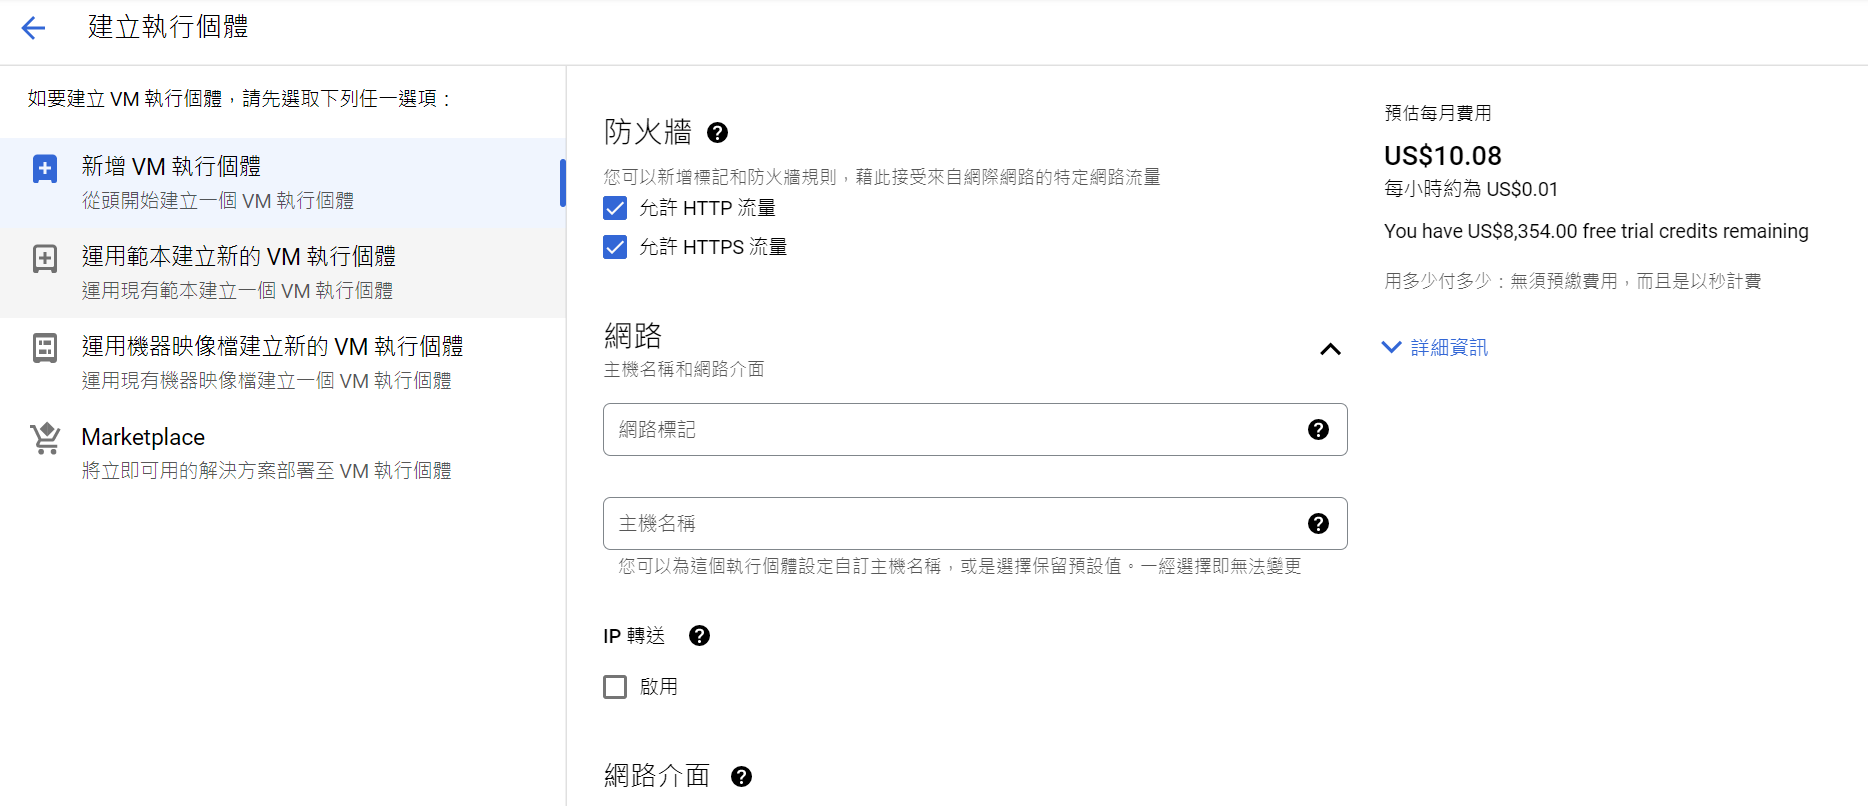 建立執行個體
如要建立 VM 執行個體，請先選取下列任一選項：
新增 VM 執行個體
從頭開始建立一個 VM 執行個體
運用範本建立新的 VM 執行個體
運用現有範本建立一個 VM 執行個體
運用機器映像檔建立新的 VM 執行個體
運用現有機器映像檔建立一個 VM 執行個體
Marketplace
將立即可用的解決方案部署至 VM 執行個體
防火牆
您可以新增標記和防火牆規則，藉此接受來自網際網路的特定網路流量
允許 HTTP 流量
允許 HTTPS 流量
網路
主機名稱和網路介面
網路標記
主機名稱
您可以為這個執行個體設定自訂主機名稱，或是選擇保留預設值。一經選擇即無法變更
IP 轉送
啟用
網路介面
預估每月費用
US$10.08
每小時約為 US$0.01
You have US$8,354.00 free trial credits remaining
用多少付多少：無須預繳費用，而且是以秒計費
詳細資訊